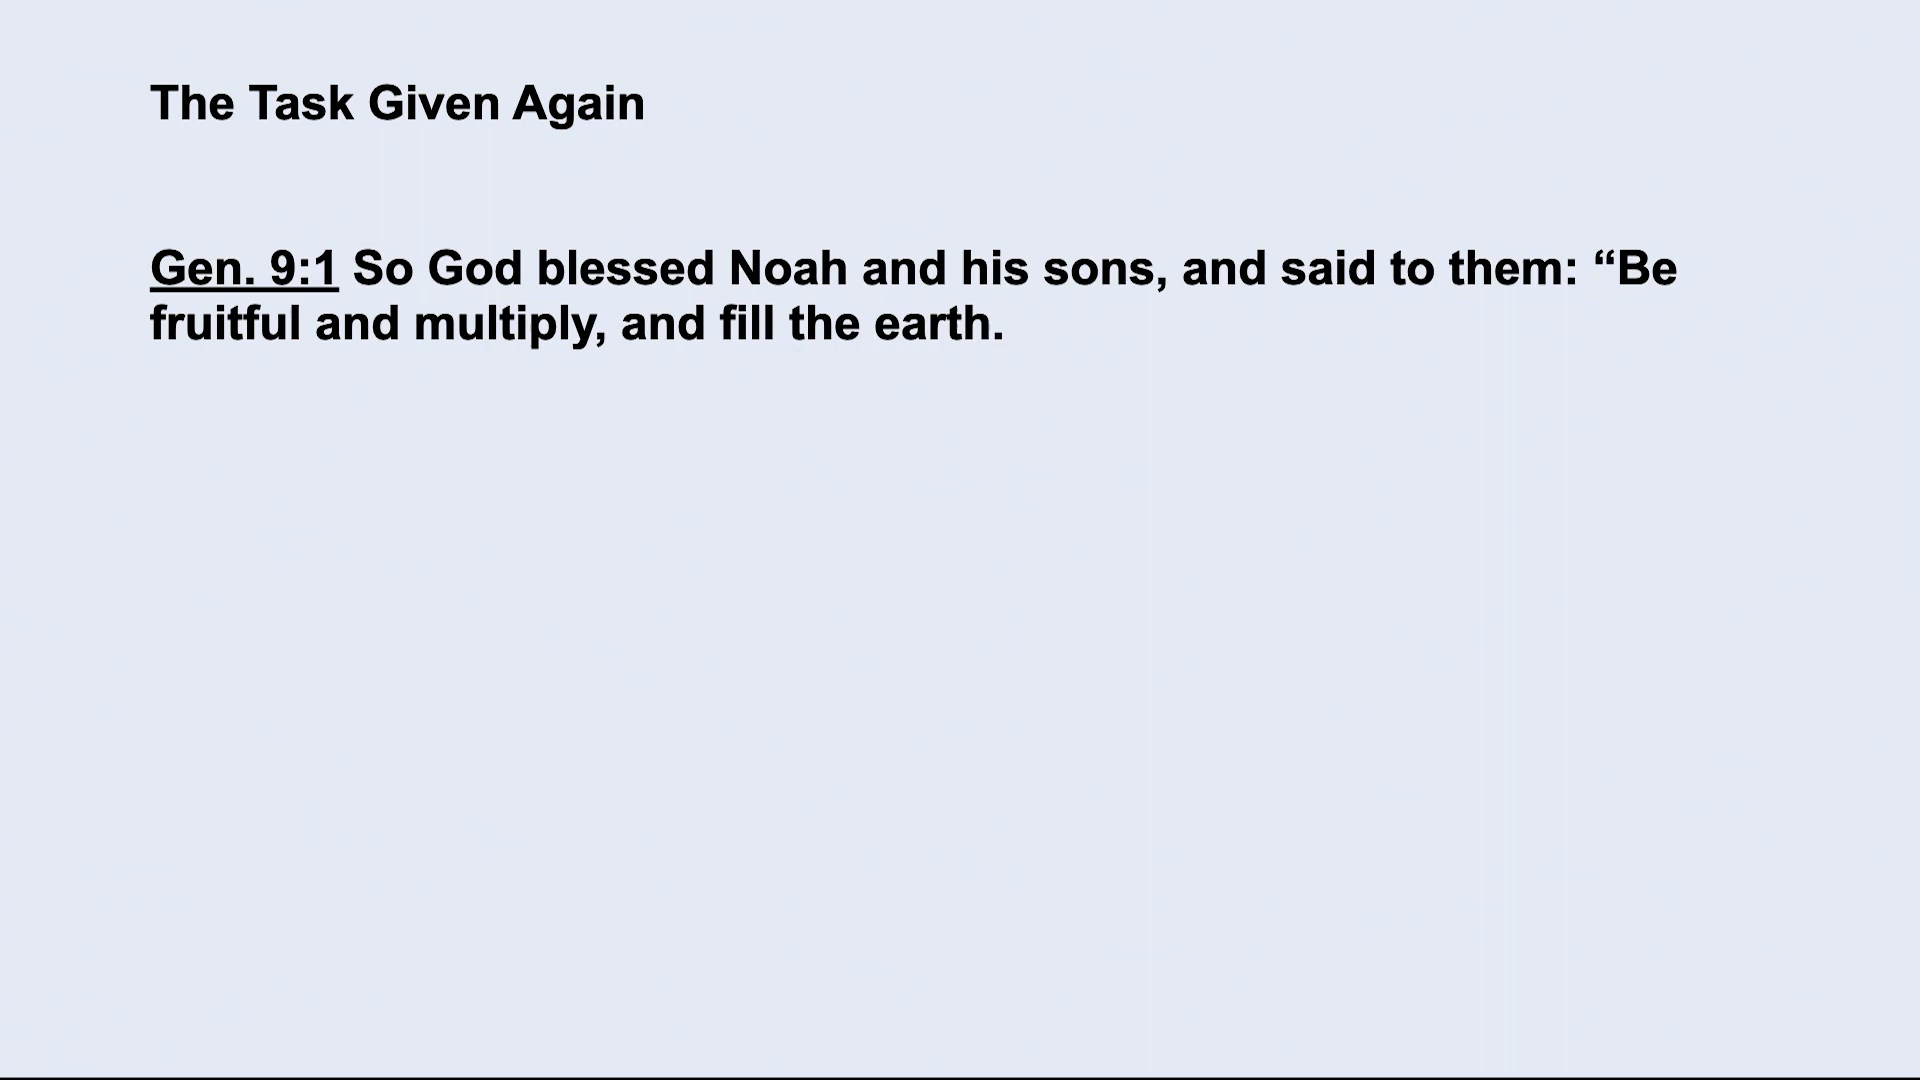 The Task Given Again
Gen. 9:1 So God blessed Noah and his sons, and said to them: “Be
fruitful and multiply, and fill the earth.